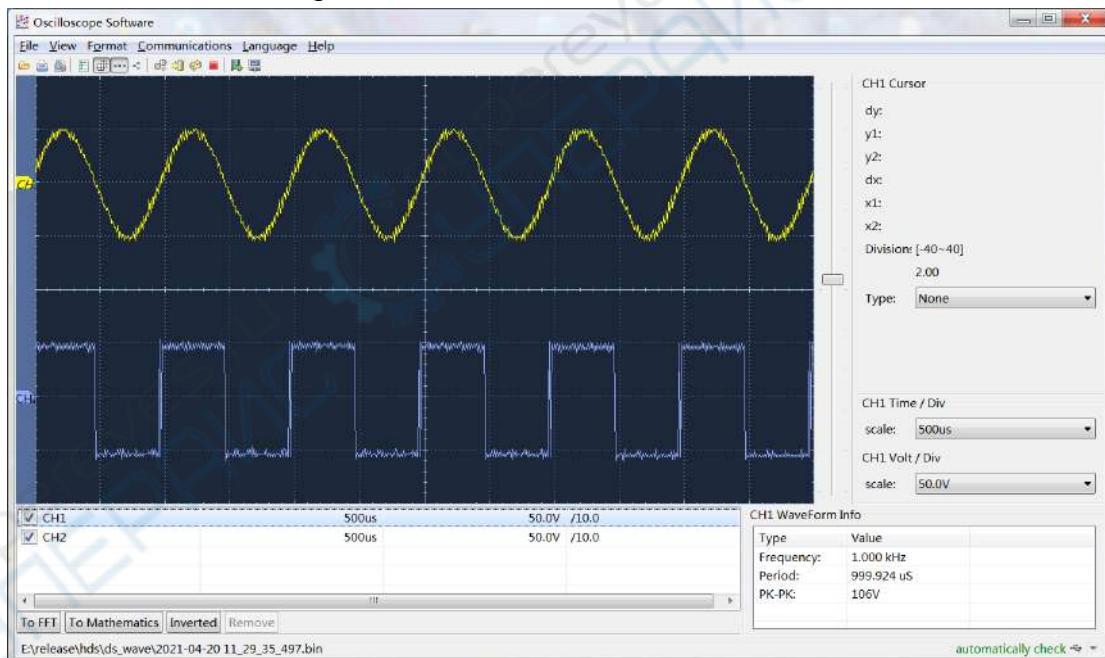 Oscilloscope Software
File View Format Communications Language Help
CH1 Cursor
dy:
y1:
y2:
dx:
x1:
x2:
Division: [-40~40]
2.00
Type: None
CH1 Time / Div
scale: 500us
CH1 Volt / Div
scale: 50.0V
CH1 500us 50.0V /10.0
CH2 500us 50.0V /10.0
CH1 WaveForm Info
Type Value
Frequency: 1.000 kHz
Period: 999.924 uS
PK-PK: 106V
To FFT To Mathematics Inverted Remove
E:\release\hds\ds_wave\2021-04-20 11_29_35_497.bin
automatically check